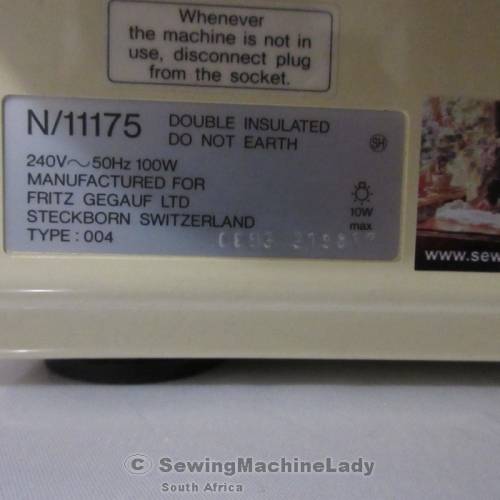 Whenever
the machine is not in
use, disconnect plug
from the socket.
N/11175
DOUBLE INSULATED
DO NOT EARTH
SH
240V~50Hz 100W
MANUFACTURED FOR
FRITZ GEGAUF LTD
STECKBORN SWITZERLAND
TYPE : 004
10W
max
www.sew
© SewingMachineLady
South Africa